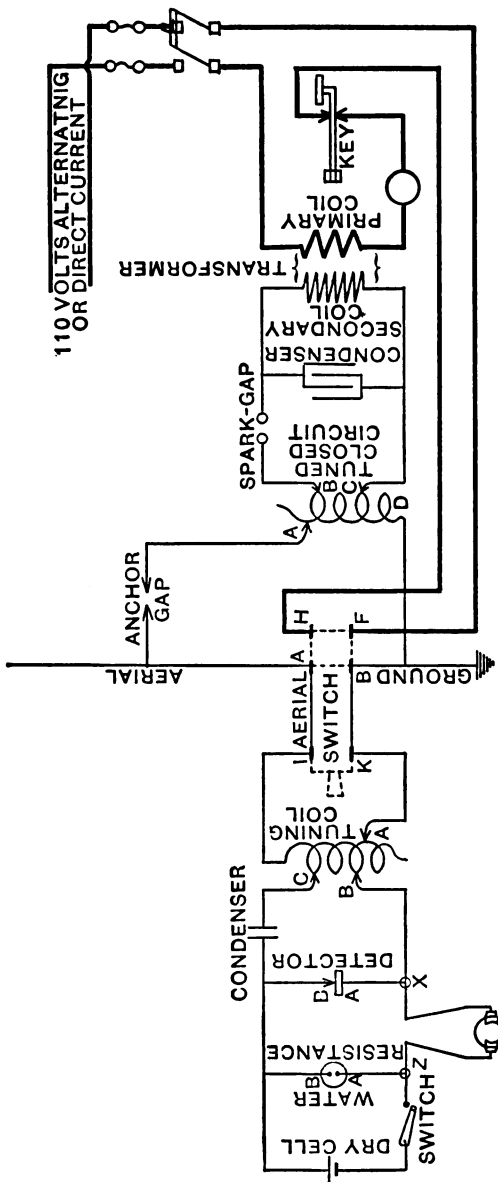 110 VOLTS ALTERNATNIG
OR DIRECT CURRENT
KEY
PRIMARY
COIL
TRANSFORMER
SECONDARY
COIL
CONDENSER
SPARK-GAP
TUNED
CLOSED
CIRCUIT
B
C
A
D
ANCHOR
GAP
H
F
AERIAL
A
B
GROUND
I
AERIAL
SWITCH
K
TUNING
COIL
A
C
B
CONDENSER
DETECTOR
B
A
X
WATER
RESISTANCE
B
A
Z
SWITCH
DRY CELL